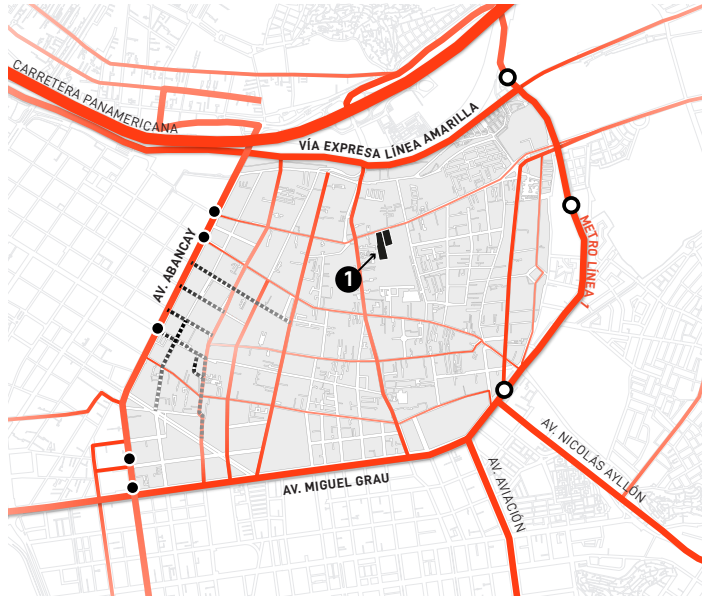 CARRETERA PANAMERICANA
VÍA EXPRESA LÍNEA AMARILLA
AV. ABANCAY
METRO LÍNEA 1
1
AV. MIGUEL GRAU
AV. AVIACIÓN
AV. NICOLÁS AYLLÓN